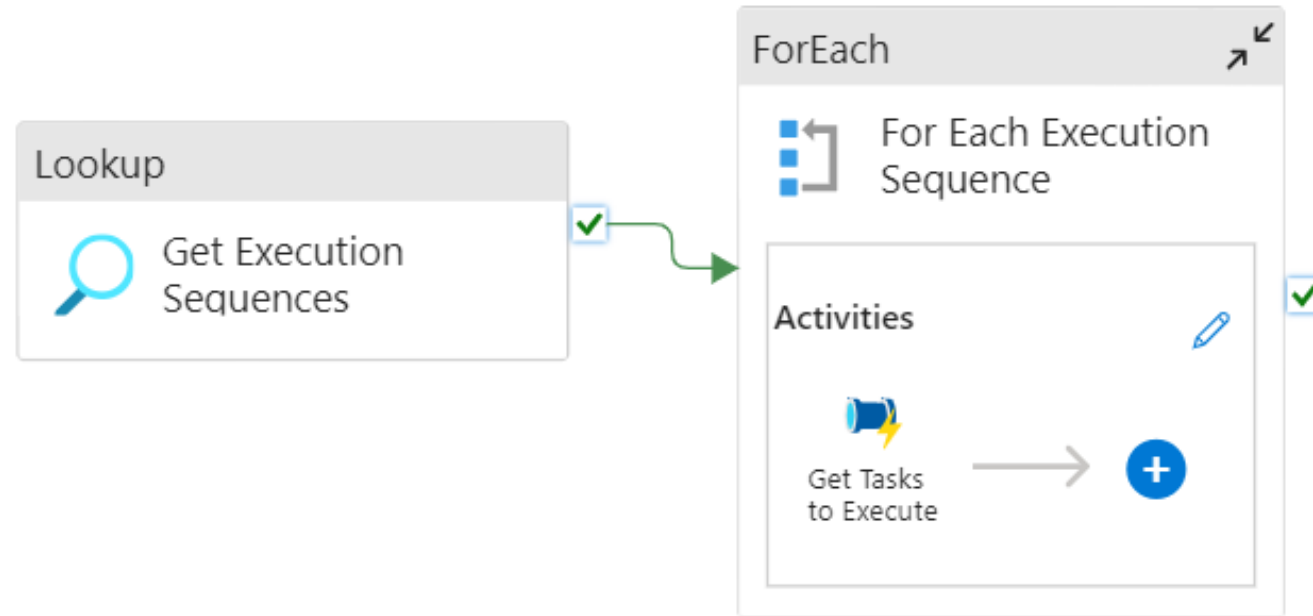 Lookup
Get Execution
Sequences
ForEach
For Each Execution
Sequence
Activities
Get Tasks
to Execute